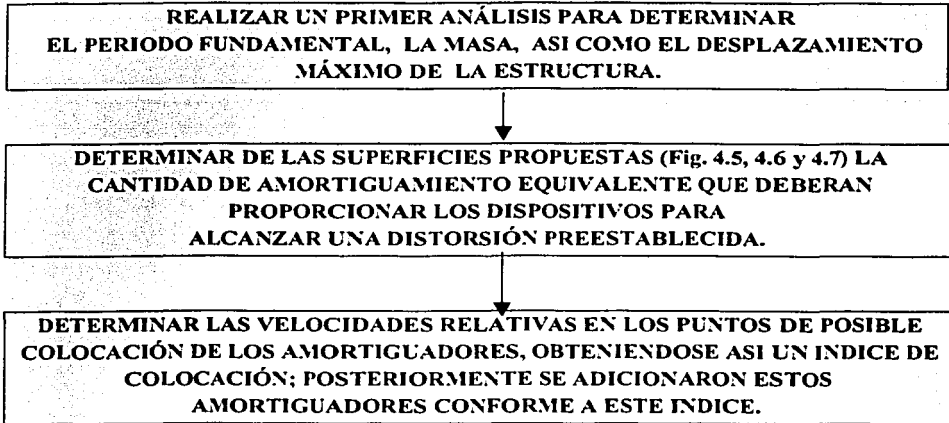 REALIZAR UN PRIMER ANÁLISIS PARA DETERMINAR
EL PERIODO FUNDAMENTAL, LA MASA, ASI COMO EL DESPLAZAMIENTO
MÁXIMO DE LA ESTRUCTURA.
DETERMINAR DE LAS SUPERFICIES PROPUESTAS (Fig. 4.5, 4.6 y 4.7) LA
CANTIDAD DE AMORTIGUAMIENTO EQUIVALENTE QUE DEBERAN
PROPORCIONAR LOS DISPOSITIVOS PARA
ALCANZAR UNA DISTORSIÓN PREESTABLECIDA.
DETERMINAR LAS VELOCIDADES RELATIVAS EN LOS PUNTOS DE POSIBLE
COLOCACIÓN DE LOS AMORTIGUADORES, OBTENIENDOSE ASI UN INDICE DE
COLOCACIÓN; POSTERIORMENTE SE ADICIONARON ESTOS
AMORTIGUADORES CONFORME A ESTE INDICE.